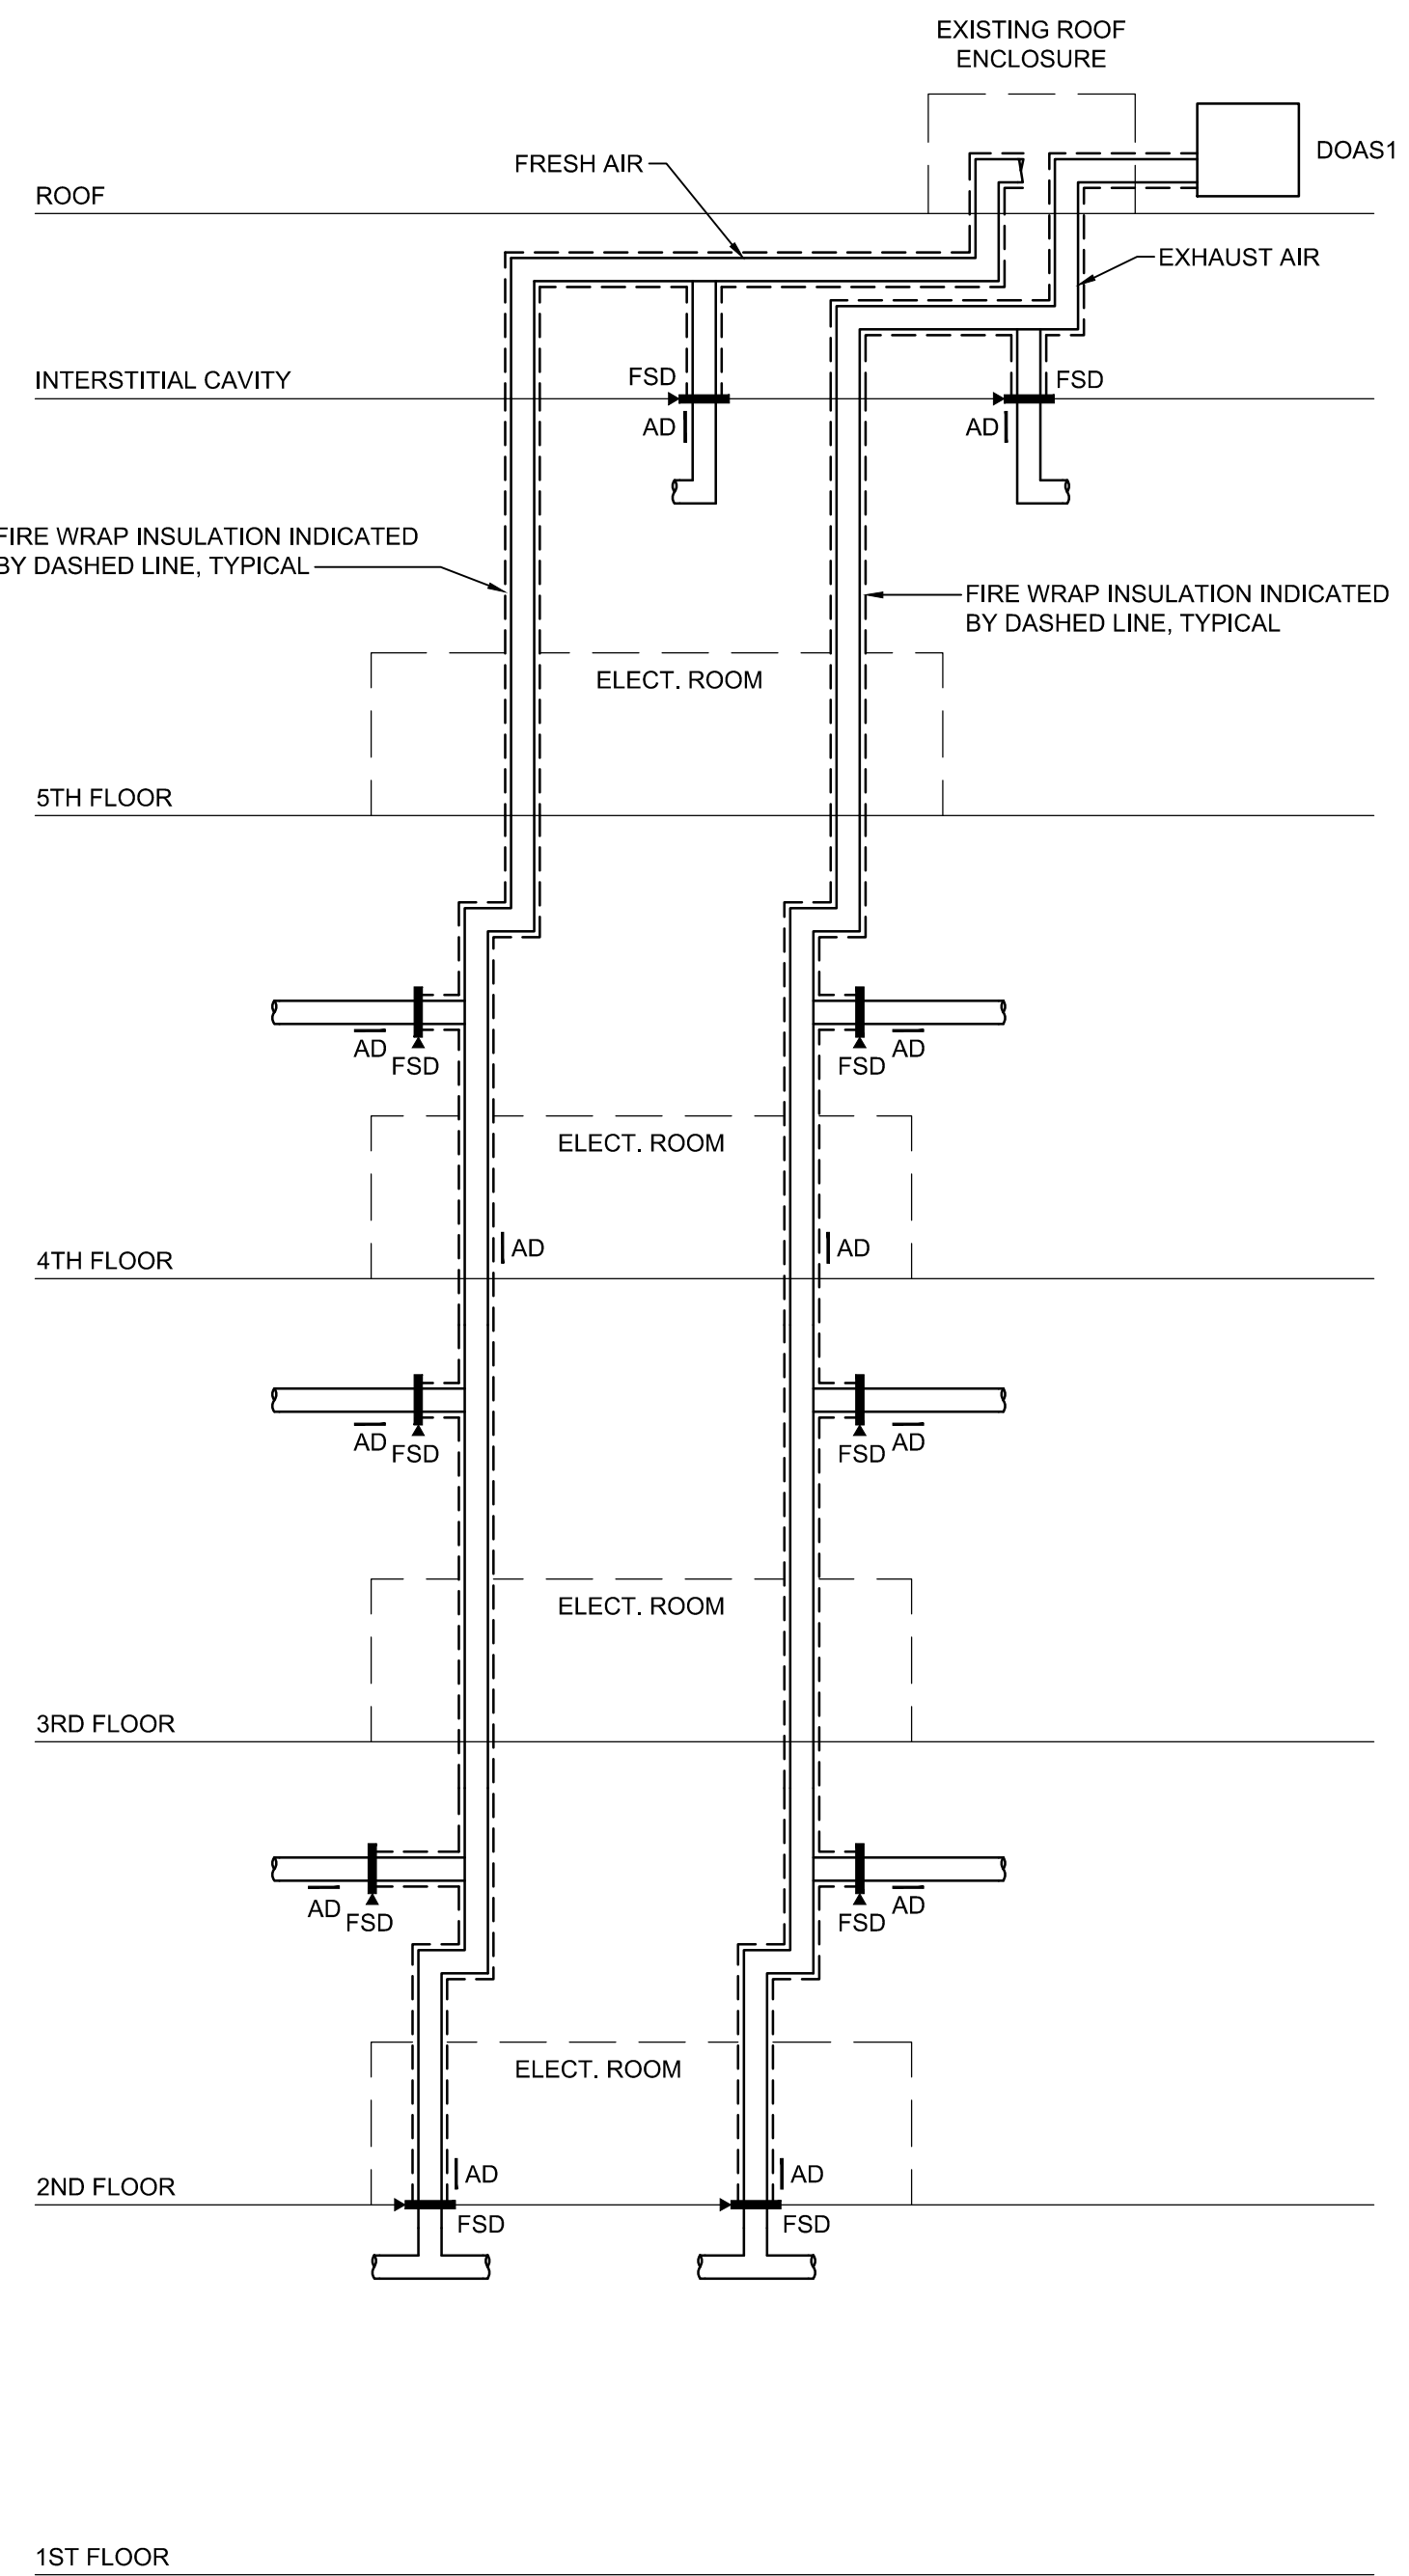 EXISTING ROOF
ENCLOSURE
DOAS1
FRESH AIR
ROOF
EXHAUST AIR
INTERSTITIAL CAVITY
FSD
FSD
AD
AD
FIRE WRAP INSULATION INDICATED
BY DASHED LINE, TYPICAL
FIRE WRAP INSULATION INDICATED
BY DASHED LINE, TYPICAL
ELECT. ROOM
5TH FLOOR
AD
FSD
FSD
AD
ELECT. ROOM
AD
AD
4TH FLOOR
AD
FSD
FSD
AD
ELECT. ROOM
3RD FLOOR
AD
FSD
FSD
AD
ELECT. ROOM
AD
AD
2ND FLOOR
FSD
FSD
1ST FLOOR